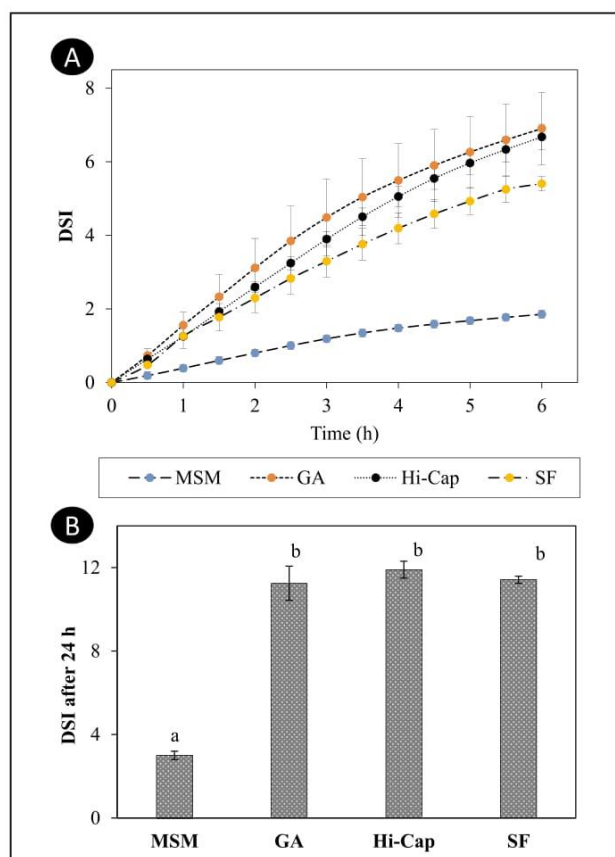 A
DSI
8
6
4
2
0
0 1 2 3 4 5 6
Time (h)
MSM GA Hi-Cap SF
B
DSI after 24 h
12
8
4
0
a b b b
MSM GA Hi-Cap SF